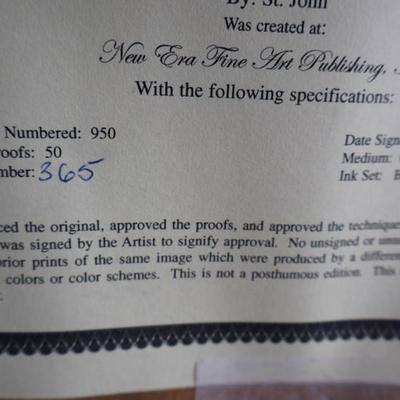 By: St. John
Was created at:
New Era Fine Art Publishing,
With the following specifications:
Numbered: 950
roofs: 50
mber: 365
Date Sign
Medium:
Ink Set:
ced the original, approved the proofs, and approved the technique
was signed by the Artist to signify approval. No unsigned or unnu
prior prints of the same image which were produced by a different
colors or color schemes. This is not a posthumous edition. This